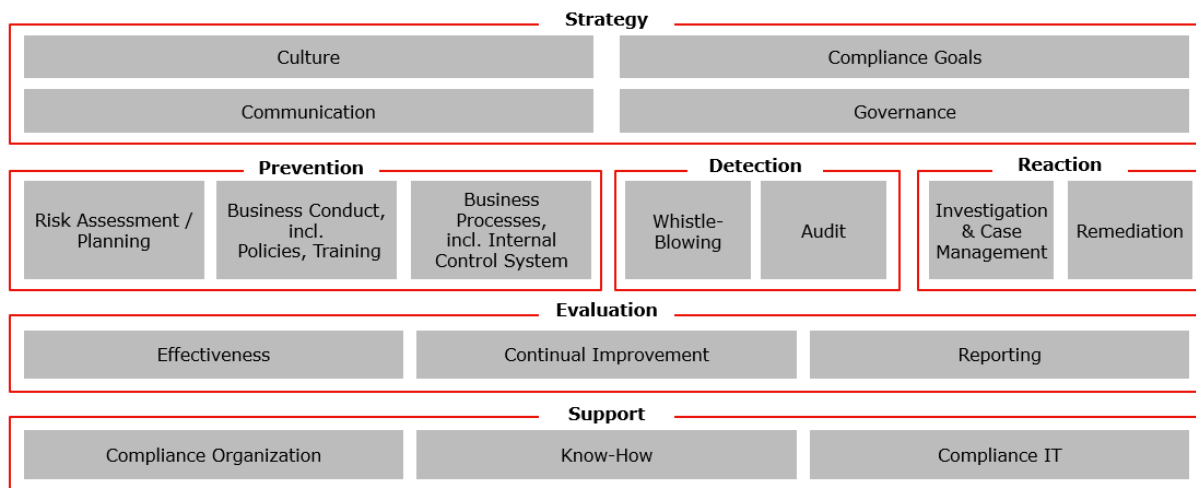 Strategy
Culture
Compliance Goals
Communication
Governance
Prevention
Risk Assessment /
Planning
Business Conduct,
incl.
Policies, Training
Business
Processes,
incl. Internal
Control System
Detection
Whistle-
Blowing
Audit
Reaction
Investigation
& Case
Management
Remediation
Evaluation
Effectiveness
Continual Improvement
Reporting
Support
Compliance Organization
Know-How
Compliance IT